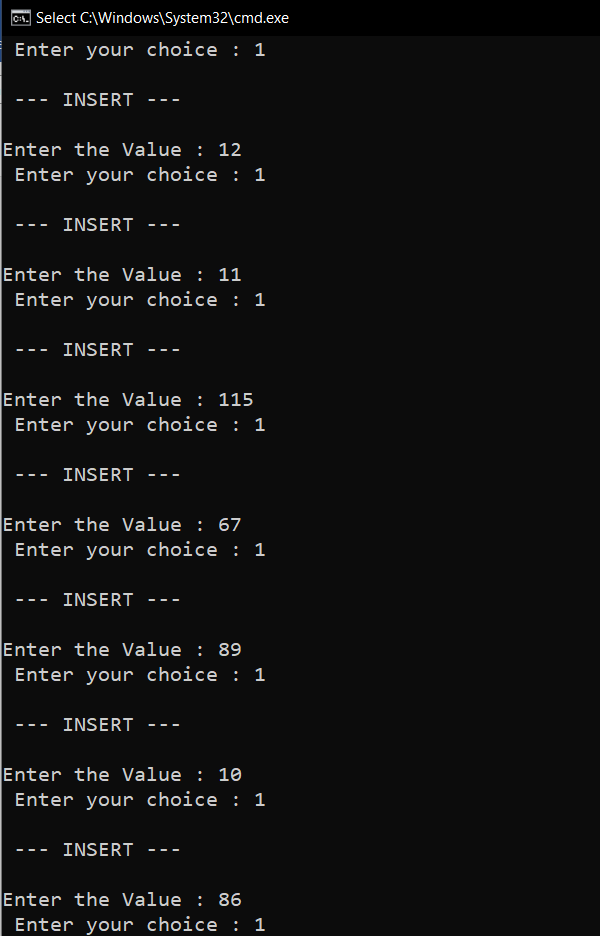 Select C:\Windows\System32\cmd.exe
Enter your choice : 1
--- INSERT ---
Enter the Value : 12
Enter your choice : 1
--- INSERT ---
Enter the Value : 11
Enter your choice : 1
--- INSERT ---
Enter the Value : 115
Enter your choice : 1
--- INSERT ---
Enter the Value : 67
Enter your choice : 1
--- INSERT ---
Enter the Value : 89
Enter your choice : 1
--- INSERT ---
Enter the Value : 10
Enter your choice : 1
--- INSERT ---
Enter the Value : 86
Enter your choice : 1